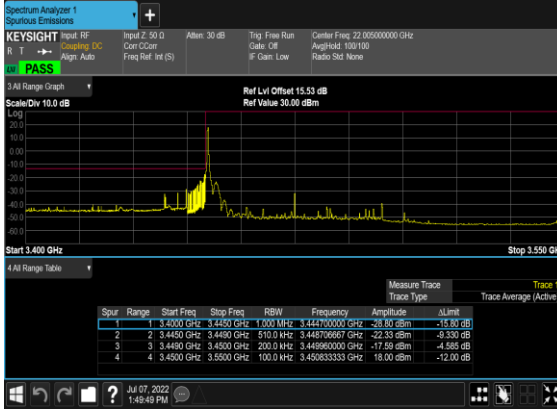 Spectrum Analyzer 1
Spurious Emissions
+
KEYSIGHT Input: RF Input Z: 50 Ω Atten: 30 dB Trig: Free Run Center Freq: 22.005000000 GHz
R T Coupling: DC Corr CCorr Gate: Off Avg|Hold: 100/100
Align: Auto Freq Ref: Int (S) IF Gain: Low Radio Std: None
PASS
3 All Range Graph
Ref Lvl Offset 15.53 dB
Scale/Div 10.0 dB Ref Value 30.00 dBm
Log
20.0
10.0
0.00
-10.0
-20.0
-30.0
-40.0
-50.0
-60.0
Start 3.400 GHz Stop 3.550 GH
4 All Range Table
Measure Trace Trace 1
Trace Type Trace Average (Active
Spur Range Start Freq Stop Freq RBW Frequency Amplitude ΔLimit
1 1 3.4000 GHz 3.4450 GHz 1.000 MHz 3.444700000 GHz -28.80 dBm -15.80 dB
2 2 3.4450 GHz 3.4490 GHz 510.0 kHz 3.448706667 GHz -22.33 dBm -9.330 dB
3 3 3.4490 GHz 3.4500 GHz 200.0 kHz 3.449960000 GHz -17.59 dBm -4.585 dB
4 4 3.4500 GHz 3.5500 GHz 100.0 kHz 3.450833333 GHz 18.00 dBm -12.00 dB
? Jul 07, 2022
1:49:49 PM